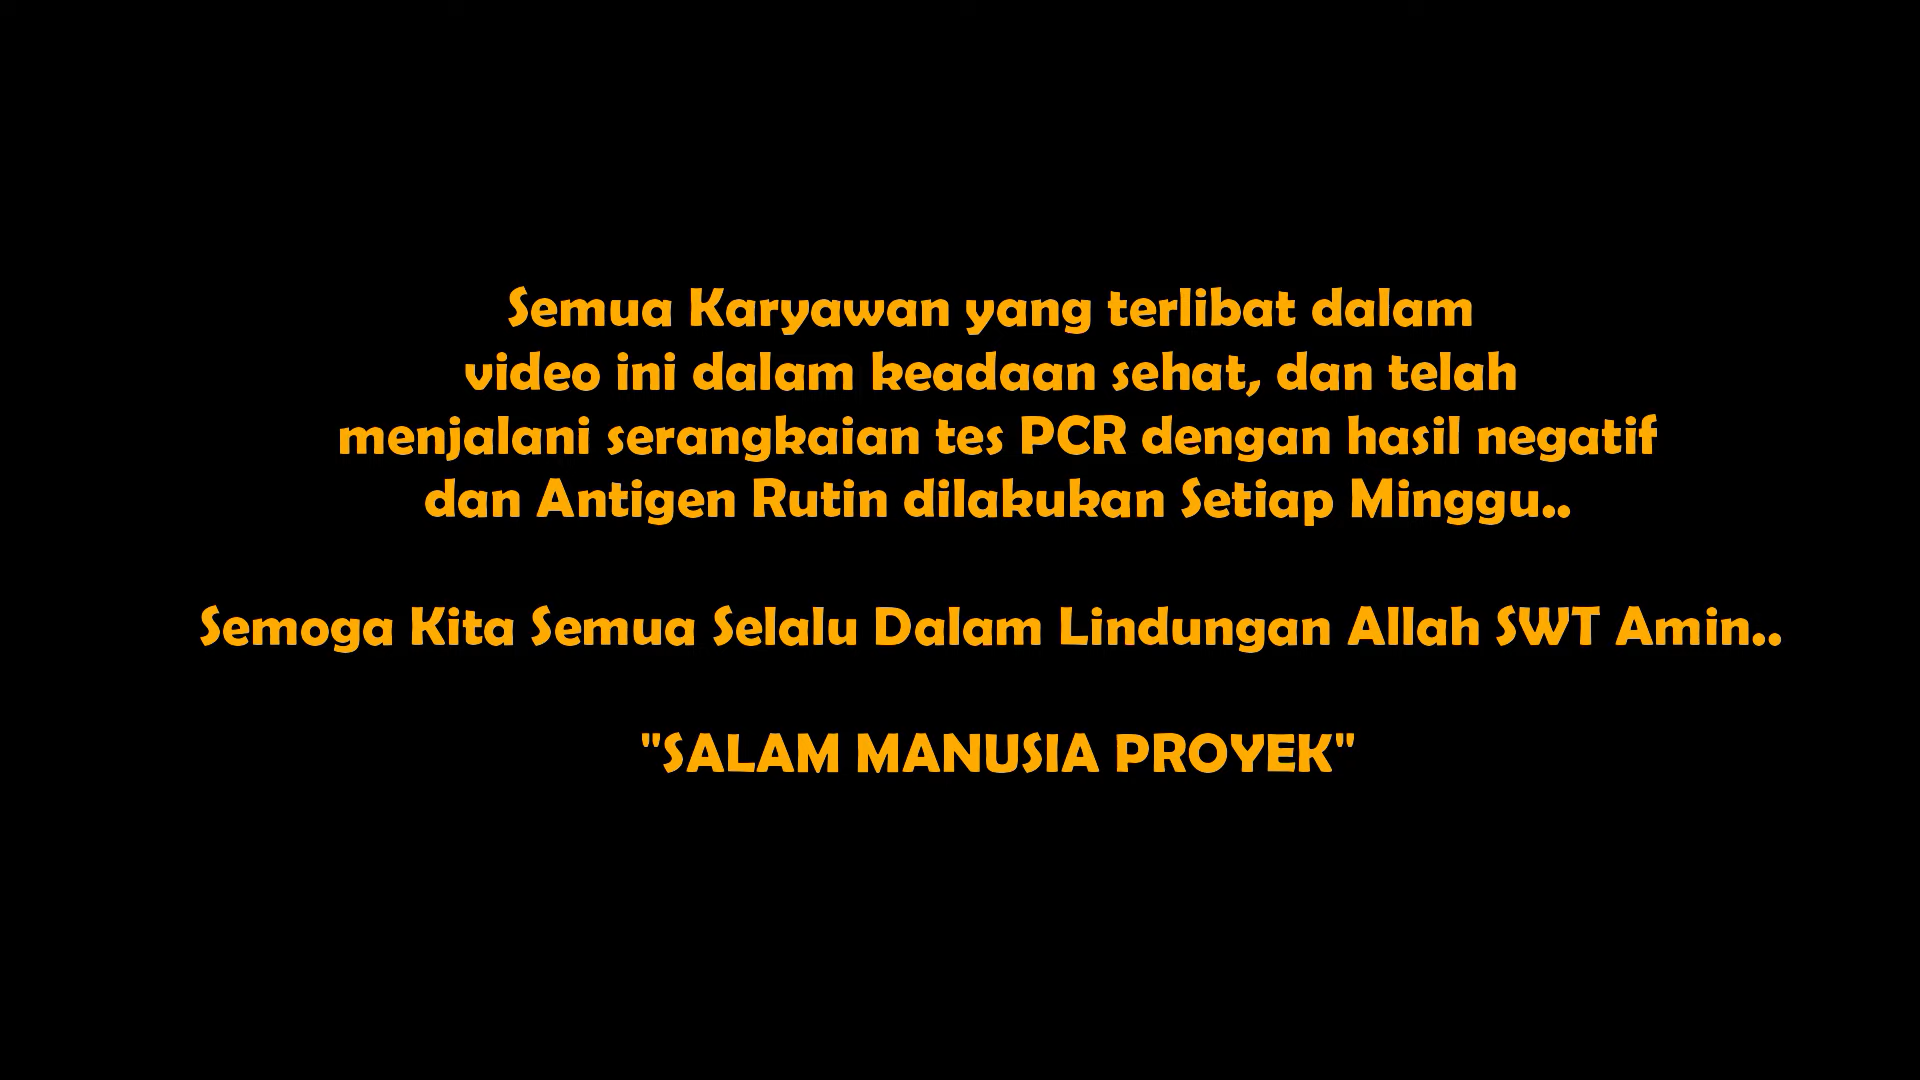 Semua Karyawan yang terlibat dalam
video ini dalam keadaan sehat, dan telah
menjalani serangkaian tes PCR dengan hasil negatif
dan Antigen Rutin dilakukan Setiap Minggu..
Semoga Kita Semua Selalu Dalam Lindungan Allah SWT Amin..
"SALAM MANUSIA PROYEK"